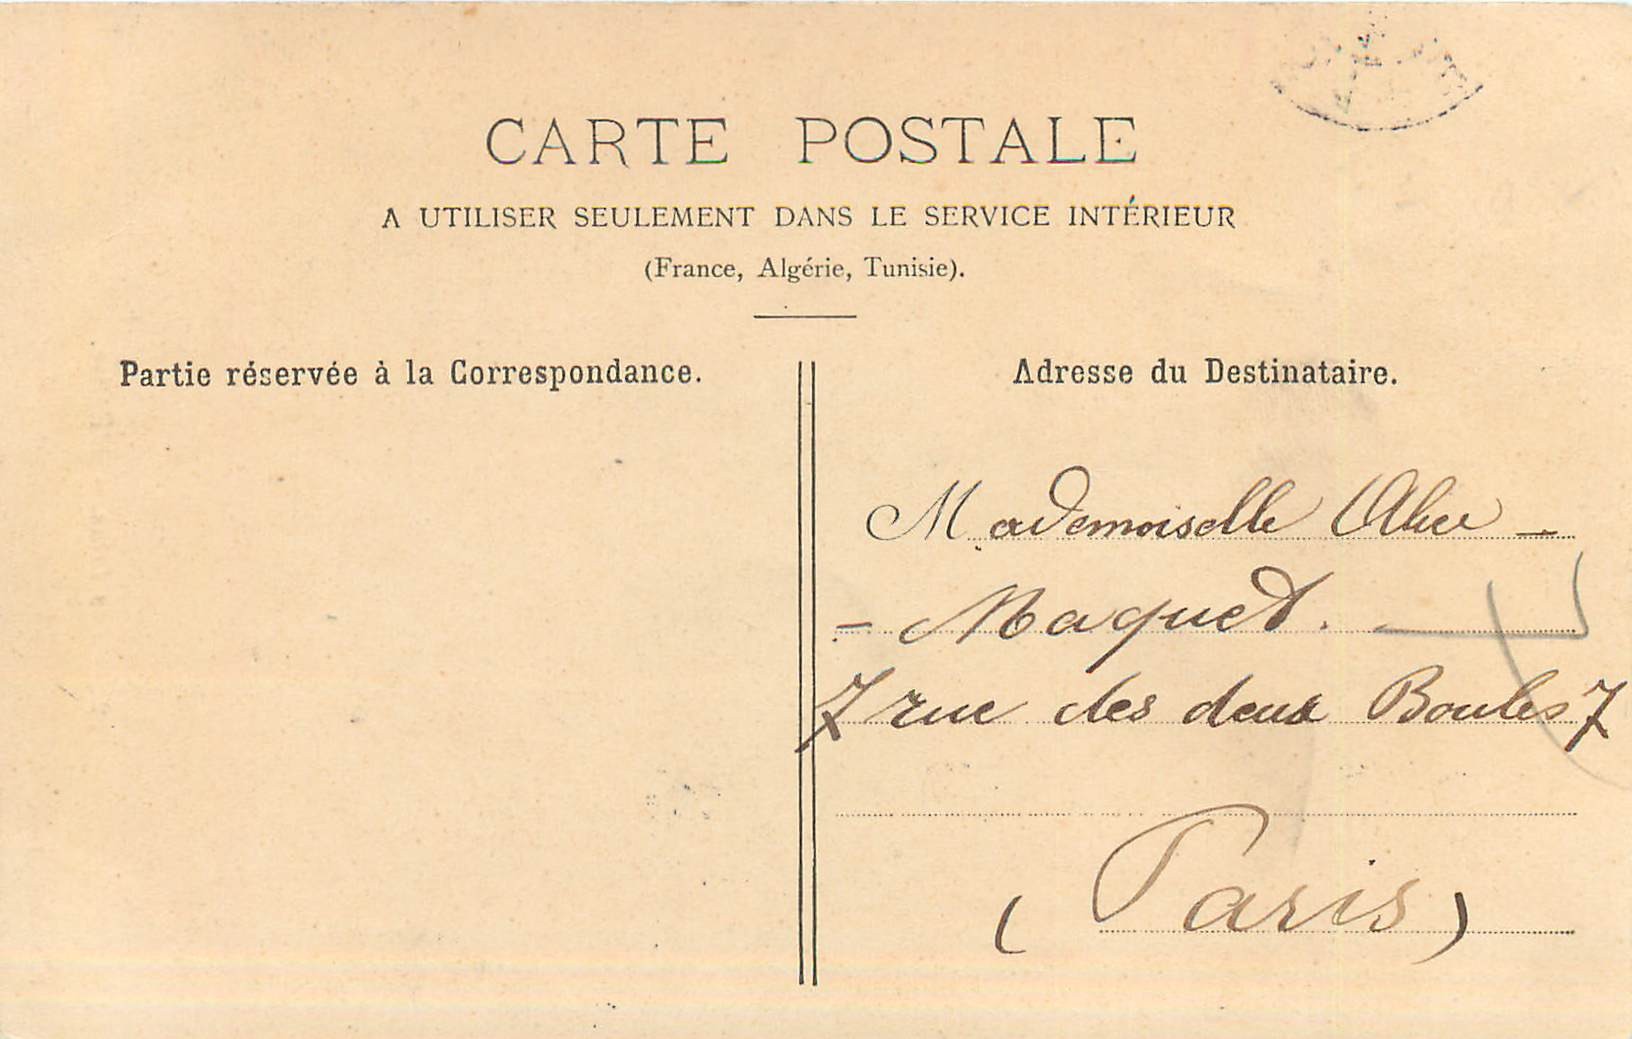 CARTE POSTALE
A UTILISER SEULEMENT DANS LE SERVICE INTÉRIEUR
(France, Algérie, Tunisie).
Partie réservée à la Correspondance.
Adresse du Destinataire.
Mademoiselle Alice -
- Maquet.
7 rue des deux Boules 7
(Paris)